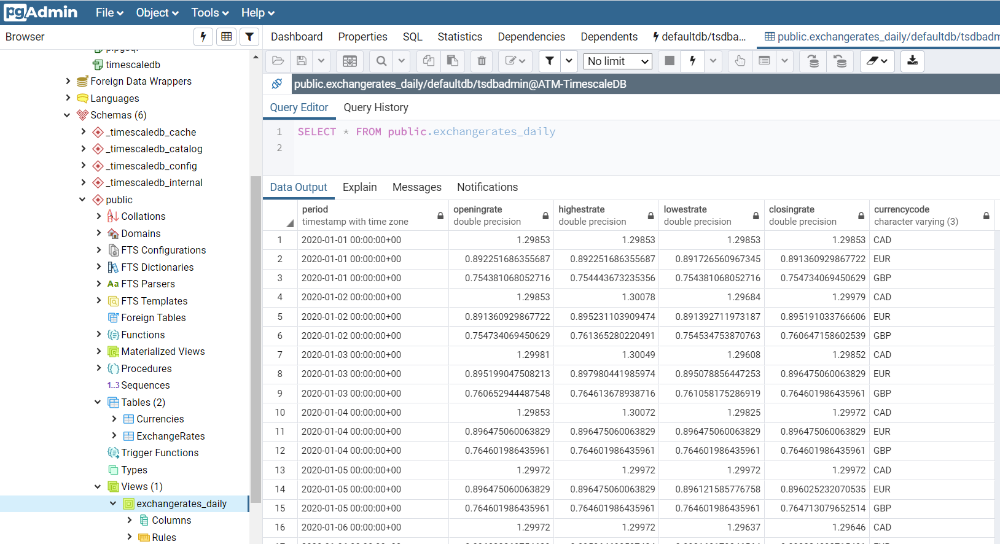 pgAdmin File Object Tools Help
Browser
Dashboard Properties SQL Statistics Dependencies Dependents defaultdb/tsdba... public.exchangerates_daily/defaultdb/tsdbadm
timescaledb
Foreign Data Wrappers
Languages
Schemas (6)
_timescaledb_cache
_timescaledb_catalog
_timescaledb_config
_timescaledb_internal
public
Collations
Domains
FTS Configurations
FTS Dictionaries
Aa FTS Parsers
FTS Templates
Foreign Tables
Functions
Materialized Views
Procedures
1..3 Sequences
Tables (2)
Currencies
ExchangeRates
Trigger Functions
Types
Views (1)
exchangerates_daily
Columns
Rules
No limit
public.exchangerates_daily/defaultdb/tsdbadmin@ATM-TimescaleDB
Query Editor Query History
1 SELECT * FROM public.exchangerates_daily
2
Data Output Explain Messages Notifications
period openingrate highestrate lowestrate closingrate currencycode
timestamp with time zone double precision double precision double precision double precision character varying (3)
1 2020-01-01 00:00:00+00 1.29853 1.29853 1.29853 1.29853 CAD
2 2020-01-01 00:00:00+00 0.892251686355687 0.892251686355687 0.891726560967345 0.891360929867722 EUR
3 2020-01-01 00:00:00+00 0.754381068052716 0.754443673235356 0.754381068052716 0.754734069450629 GBP
4 2020-01-02 00:00:00+00 1.29853 1.30078 1.29684 1.29979 CAD
5 2020-01-02 00:00:00+00 0.891360929867722 0.895231103909474 0.891392711973187 0.895191033766606 EUR
6 2020-01-02 00:00:00+00 0.754734069450629 0.761365280220491 0.754534753870763 0.760647158602539 GBP
7 2020-01-03 00:00:00+00 1.29981 1.30049 1.29608 1.29852 CAD
8 2020-01-03 00:00:00+00 0.895199047508213 0.897980441985974 0.895078856447253 0.896475060063829 EUR
9 2020-01-03 00:00:00+00 0.760652944487548 0.764613678938716 0.761058175286919 0.764601986435961 GBP
10 2020-01-04 00:00:00+00 1.29853 1.30072 1.29825 1.29972 CAD
11 2020-01-04 00:00:00+00 0.896475060063829 0.896475060063829 0.896475060063829 0.896475060063829 EUR
12 2020-01-04 00:00:00+00 0.764601986435961 0.764601986435961 0.764601986435961 0.764601986435961 GBP
13 2020-01-05 00:00:00+00 1.29972 1.29972 1.29972 1.29972 CAD
14 2020-01-05 00:00:00+00 0.896475060063829 0.896475060063829 0.896121585776758 0.896025232070535 EUR
15 2020-01-05 00:00:00+00 0.764601986435961 0.764601986435961 0.764601986435961 0.764713079652514 GBP
16 2020-01-06 00:00:00+00 1.29972 1.29972 1.29637 1.29646 CAD